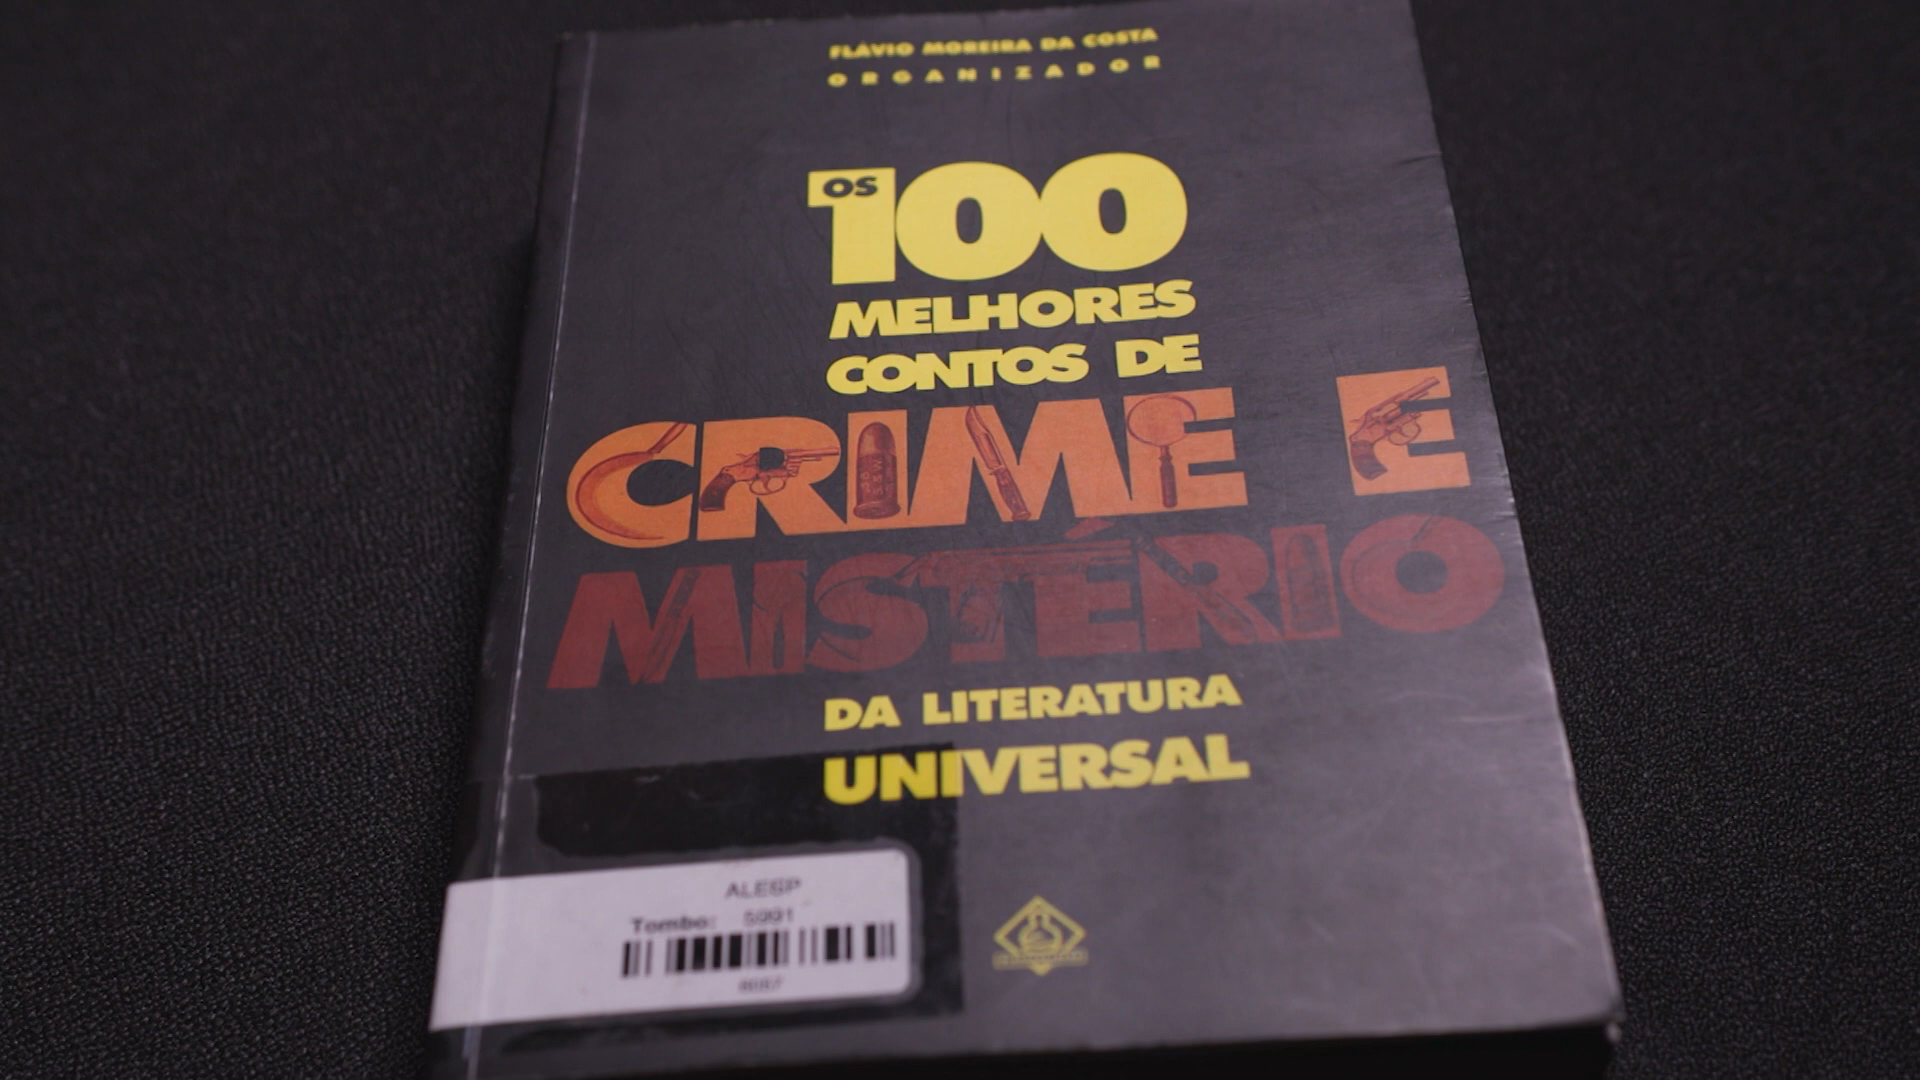 FLÁVIO MOREIRA DA COSTA
ORGANIZADOR
OS
100
MELHORES
CONTOS DE
CRIME E
MISTÉRIO
DA LITERATURA
UNIVERSAL
ALESP
Tombo: 5991